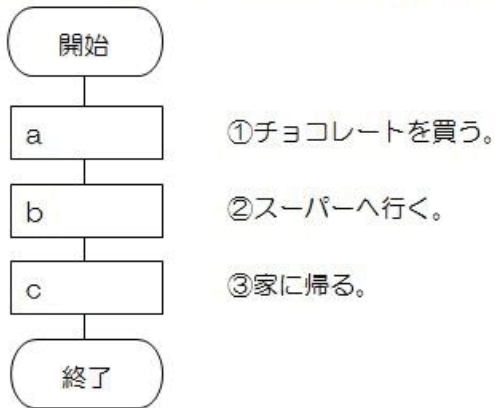 開始
a ①チョコレートを買う。
b ②スーパーへ行く。
c ③家に帰る。
終了